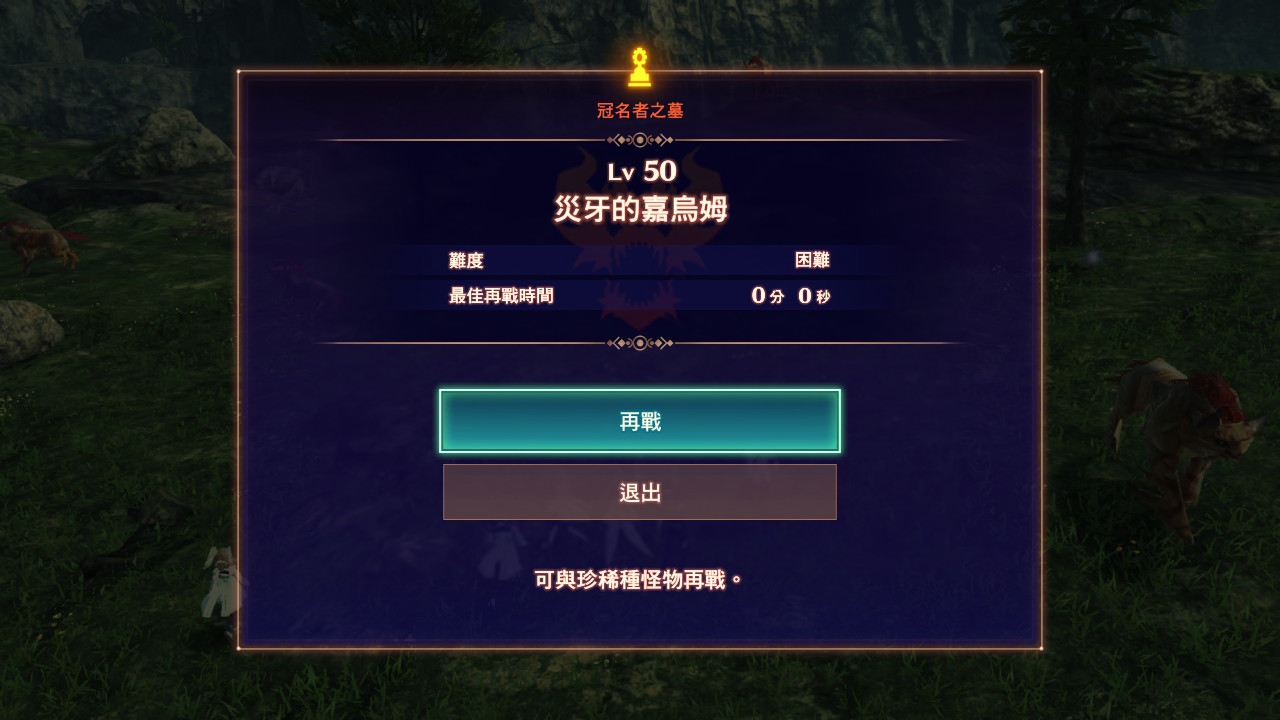 冠名者之墓
Lv 50
災牙的嘉烏姆
難度 困難
最佳再戰時間 0分 0秒
再戰
退出
可與珍稀種怪物再戰。